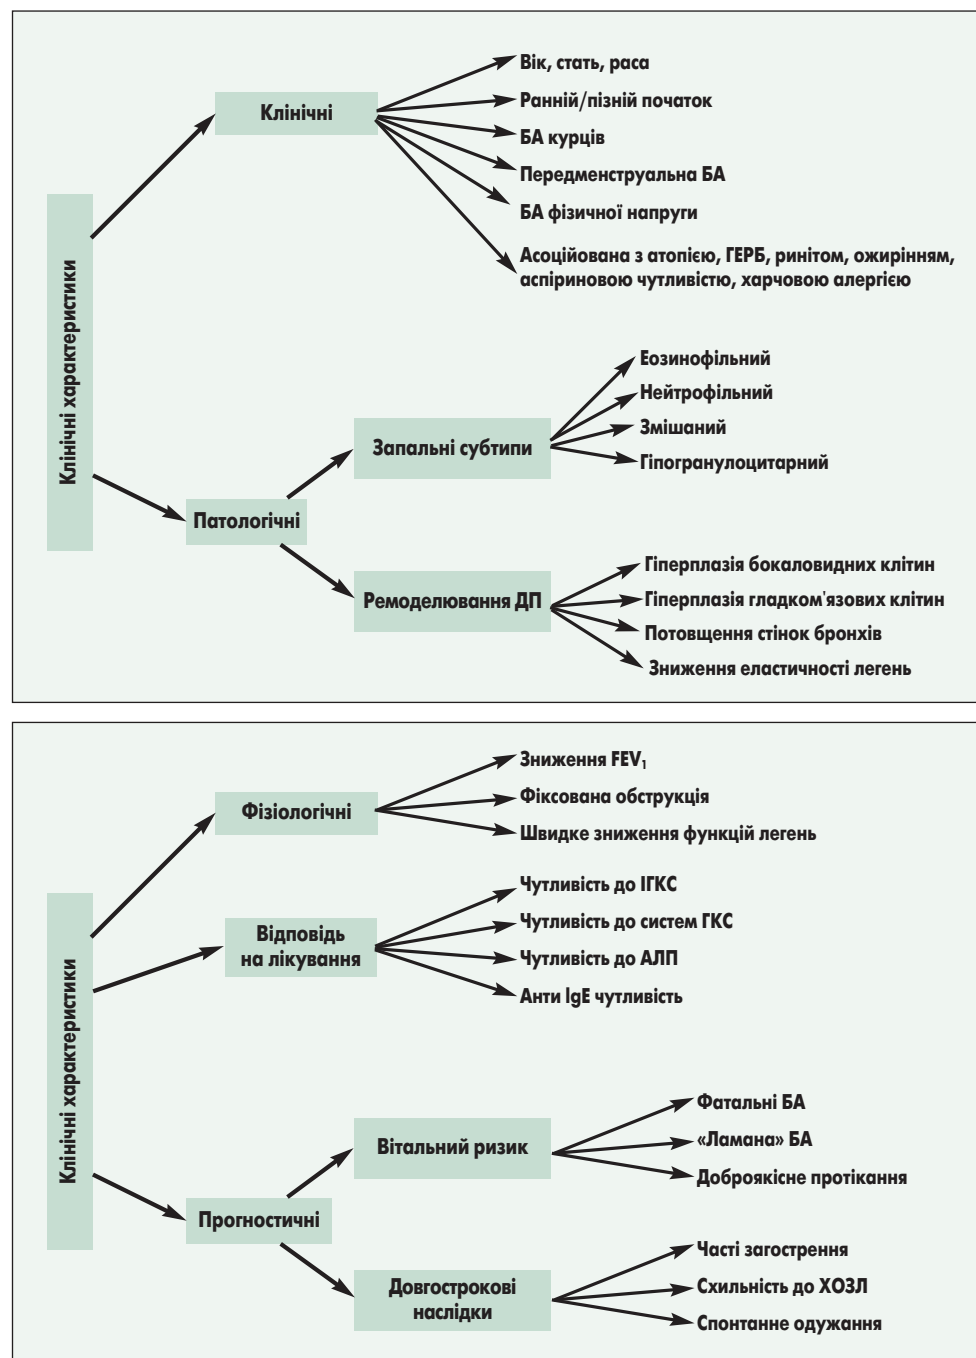 Клінічні характеристики
Клінічні
Вік, стать, раса
Ранній/пізній початок
БА курців
Передменструальна БА
БА фізичної напруги
Асоційована з атопією, ГЕРБ, ринітом, ожирінням,
аспіриновою чутливістю, харчовою алергією
Патологічні
Запальні субтипи
Еозинофільний
Нейтрофільний
Змішаний
Гіпогранулоцитарний
Ремоделювання ДП
Гіперплазія бокаловидних клітин
Гіперплазія гладком'язових клітин
Потовщення стінок бронхів
Зниження еластичності легень
Клінічні характеристики
Фізіологічні
Зниження FEV₁
Фіксована обструкція
Швидке зниження функцій легень
Відповідь
на лікування
Чутливість до ІГКС
Чутливість до систем ГКС
Чутливість до АЛП
Анти IgE чутливість
Прогностичні
Вітальний ризик
Фатальні БА
«Ламана» БА
Доброякісне протікання
Довгострокові
наслідки
Часті загострення
Схильність до ХОЗЛ
Спонтанне одужання